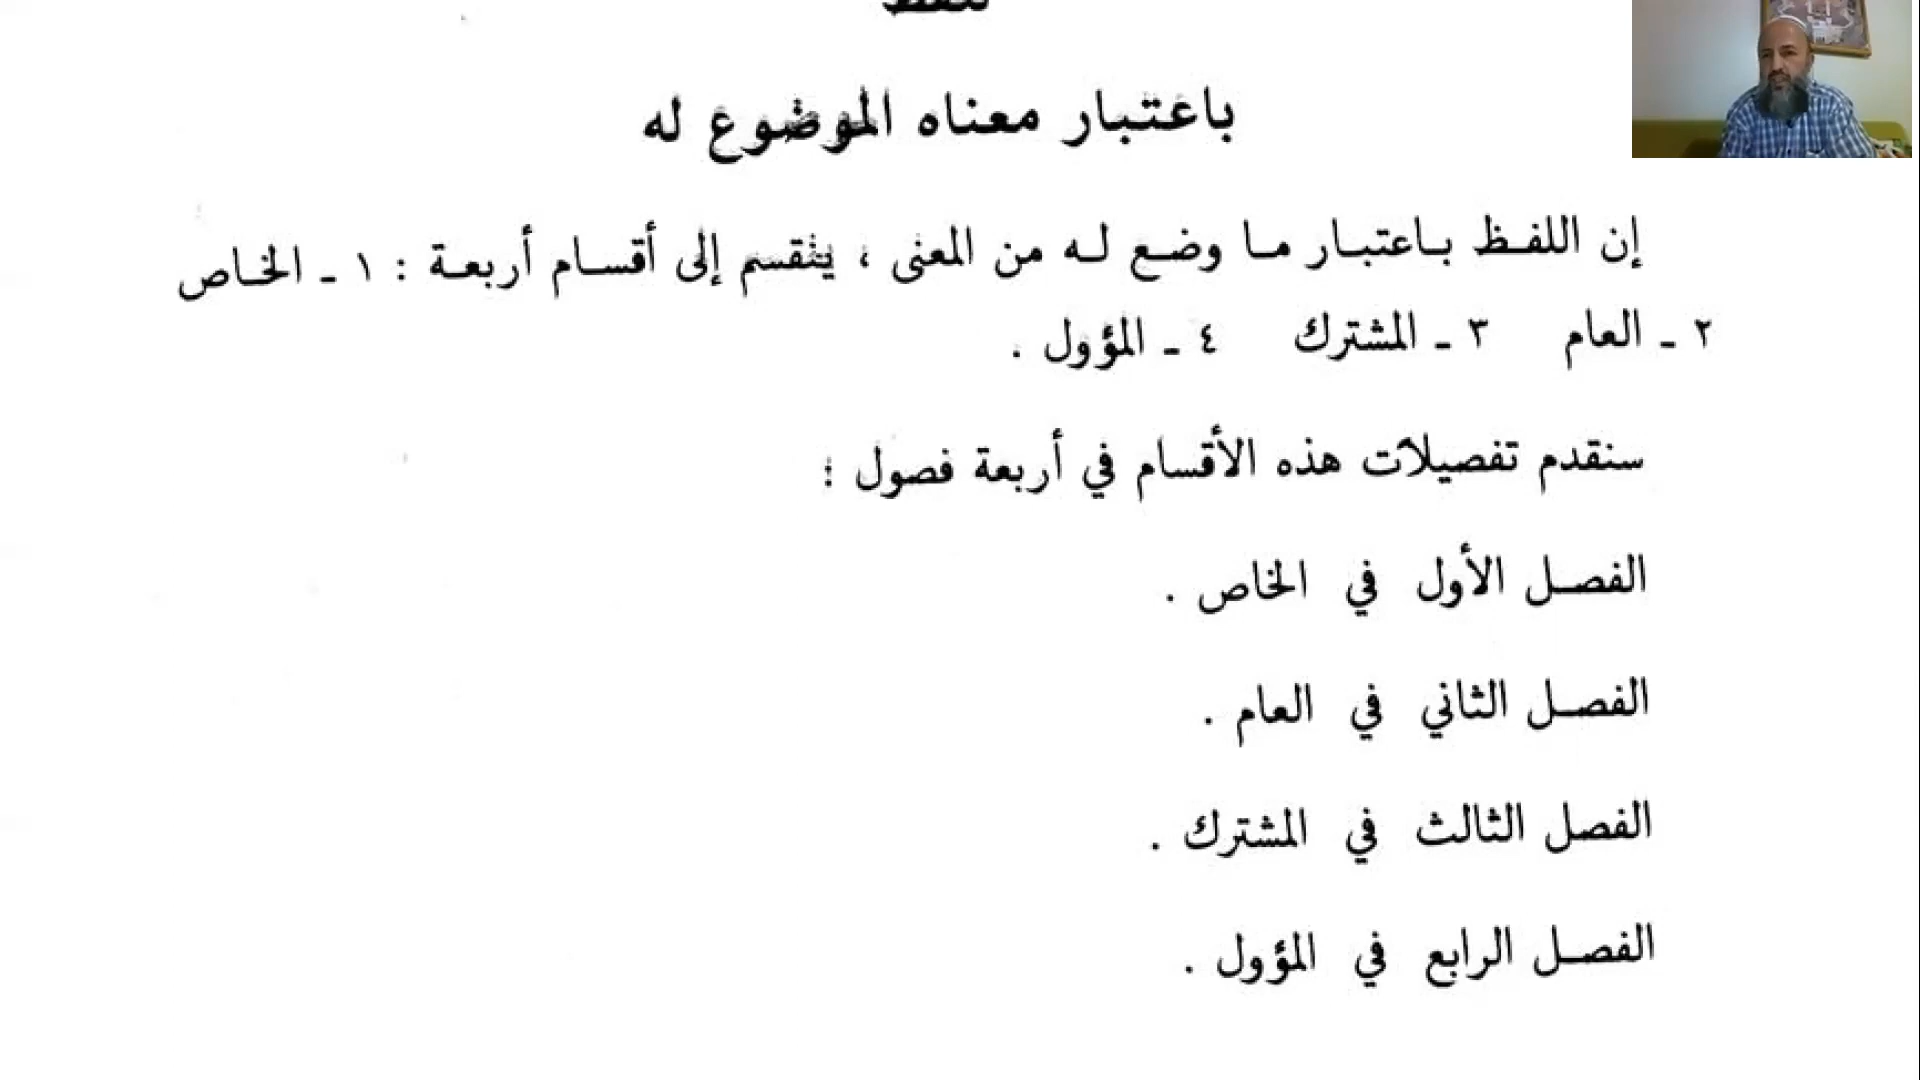 باعتبار معناه الموضوع له
إن اللفظ باعتبار ما وضع له من المعنى ، ينقسم إلى أقسام أربعة : ١ ـ الخاص
٢ ـ العام ٣ ـ المشترك ٤ ـ المؤول .
سنقدم تفصيلات هذه الأقسام في أربعة فصول :
الفصل الأول في الخاص .
الفصل الثاني في العام .
الفصل الثالث في المشترك .
الفصل الرابع في المؤول .